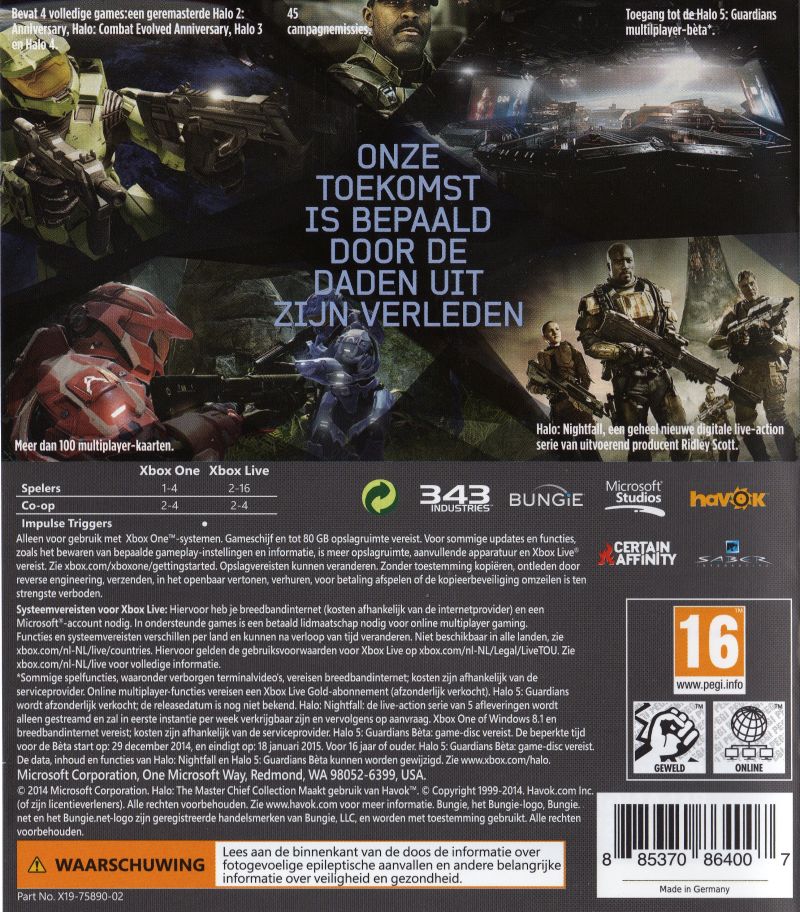 Bevat 4 volledige games:een geremasterde Halo 2:
Anniversary, Halo: Combat Evolved Anniversary, Halo 3
en Halo 4.
45
campagnemissies.
Toegang tot de Halo 5: Guardians
multilplayer-bèta*.
ONZE
TOEKOMST
IS BEPAALD
DOOR DE
DADEN UIT
ZIJN VERLEDEN
Meer dan 100 multiplayer-kaarten.
Halo: Nightfall, een geheel nieuwe digitale live-action
serie van uitvoerend producent Ridley Scott.
Xbox One Xbox Live
Spelers 1-4 2-16
Co-op 2-4 2-4
Impulse Triggers •
343
INDUSTRIES
BUNGiE
Microsoft
Studios
havok
CERTAIN
AFFINITY
SABER
INTERACTIVE
Alleen voor gebruik met Xbox One™-systemen. Gameschijf en tot 80 GB opslagruimte vereist. Voor sommige updates en functies,
zoals het bewaren van bepaalde gameplay-instellingen en informatie, is meer opslagruimte, aanvullende apparatuur en Xbox Live®
vereist. Zie xbox.com/xboxone/gettingstarted. Opslagvereisten kunnen veranderen. Zonder toestemming kopiëren, ontleden door
reverse engineering, verzenden, in het openbaar vertonen, verhuren, voor betaling afspelen of de kopieerbeveiliging omzeilen is ten
strengste verboden.
Systeemvereisten voor Xbox Live: Hiervoor heb je breedbandinternet (kosten afhankelijk van de internetprovider) en een
Microsoft®-account nodig. In ondersteunde games is een betaald lidmaatschap nodig voor online multiplayer gaming.
Functies en systeemvereisten verschillen per land en kunnen na verloop van tijd veranderen. Niet beschikbaar in alle landen, zie
xbox.com/nl-NL/live/countries. Hiervoor gelden de gebruiksvoorwaarden voor Xbox Live op xbox.com/nl-NL/Legal/LiveTOU. Zie
xbox.com/nl-NL/live voor volledige informatie.
*Sommige spelfuncties, waaronder verborgen terminalvideo's, vereisen breedbandinternet; kosten zijn afhankelijk van de
serviceprovider. Online multiplayer-functies vereisen een Xbox Live Gold-abonnement (afzonderlijk verkocht). Halo 5: Guardians
wordt afzonderlijk verkocht; de releasedatum is nog niet bekend. Halo: Nightfall: de live-action serie van 5 afleveringen wordt
alleen gestreamd en zal in eerste instantie per week verkrijgbaar zijn en vervolgens op aanvraag. Xbox One of Windows 8.1 en
breedbandinternet vereist; kosten zijn afhankelijk van de serviceprovider. Halo 5: Guardians Bèta: game-disc vereist. De beperkte tijd
voor de Bèta start op: 29 december 2014, en eindigt op: 18 januari 2015. Voor 16 jaar of ouder. Halo 5: Guardians Bèta: game-disc vereist.
De data, inhoud en functies van Halo: Nightfall en Halo 5: Guardians Bèta kunnen worden gewijzigd. Zie www.xbox.com/halo.
Microsoft Corporation, One Microsoft Way, Redmond, WA 98052-6399, USA.
© 2014 Microsoft Corporation. Halo: The Master Chief Collection Maakt gebruik van Havok™. © Copyright 1999-2014. Havok.com Inc.
(of zijn licentieverleners). Alle rechten voorbehouden. Zie www.havok.com voor meer informatie. Bungie, het Bungie-logo, Bungie.
net en het Bungie.net-logo zijn geregistreerde handelsmerken van Bungie, LLC, en worden met toestemming gebruikt. Alle rechten
voorbehouden.
16
www.pegi.info
GEWELD
ONLINE
WAARSCHUWING
Lees aan de binnenkant van de doos de informatie over
fotogevoelige epileptische aanvallen en andere belangrijke
informatie over veiligheid en gezondheid.
8 85370 86400 7
Made in Germany
Part No. X19-75890-02